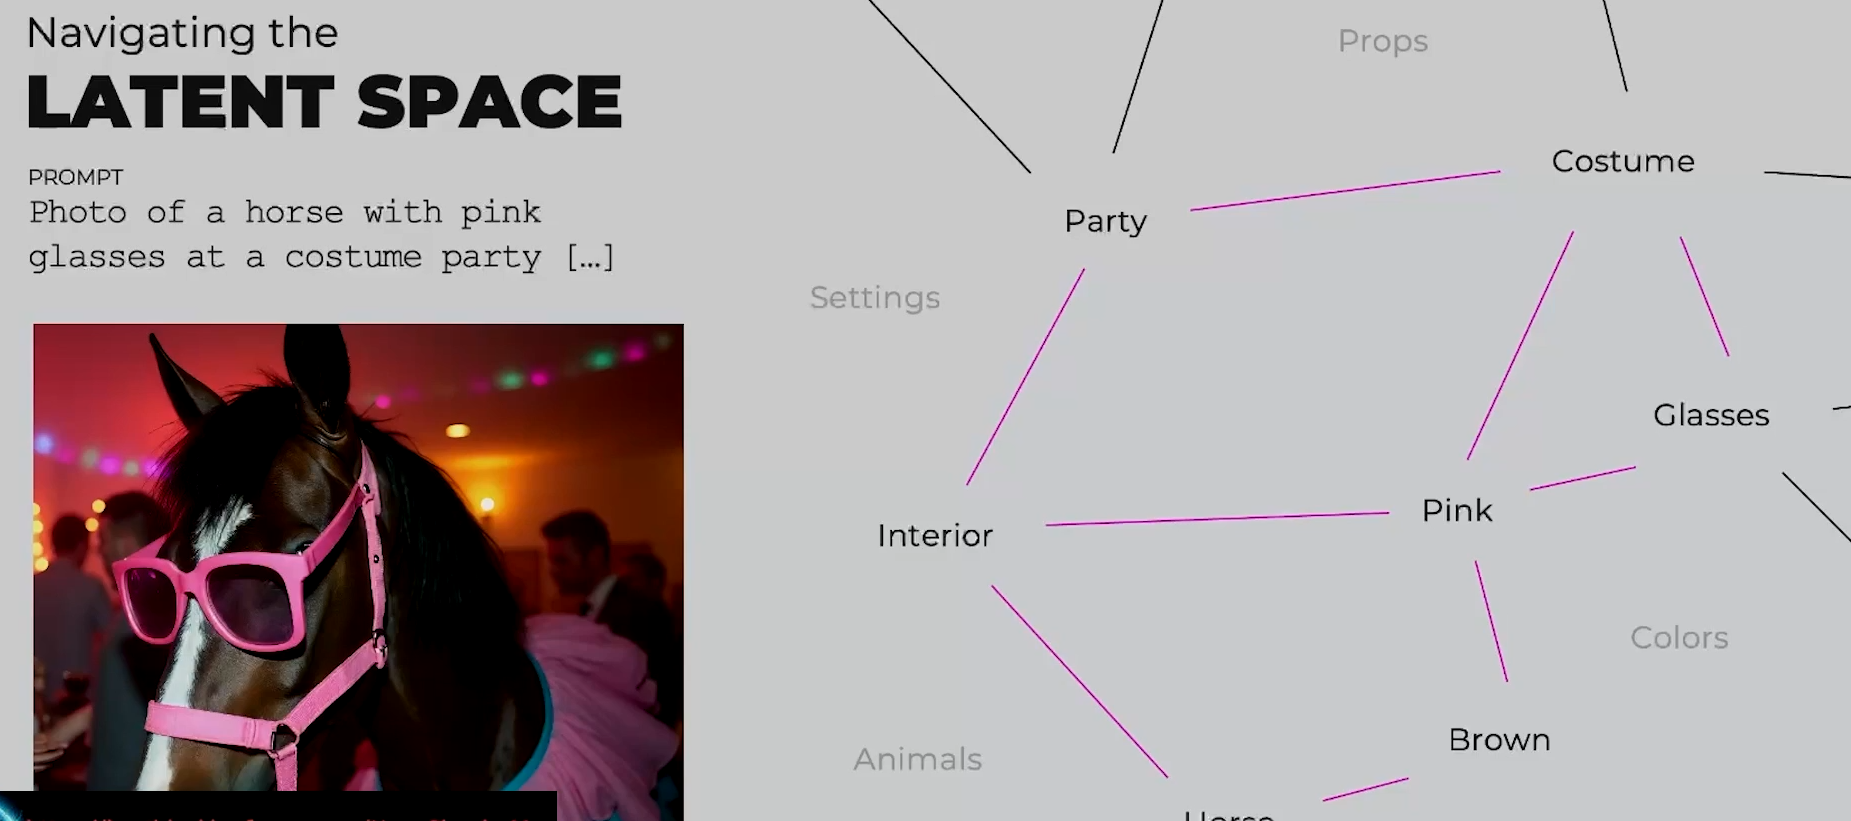 Navigating the
LATENT SPACE
PROMPT
Photo of a horse with pink
glasses at a costume party [...]
Props
Costume
Party
Settings
Glasses
Pink
Interior
Colors
Brown
Animals
Horse